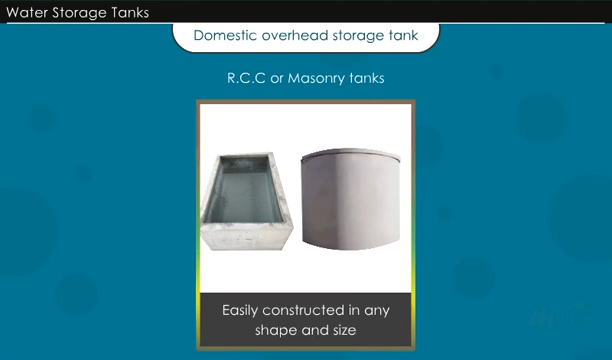 Water Storage Tanks
Domestic overhead storage tank
R.C.C or Masonry tanks
Easily constructed in any
shape and size